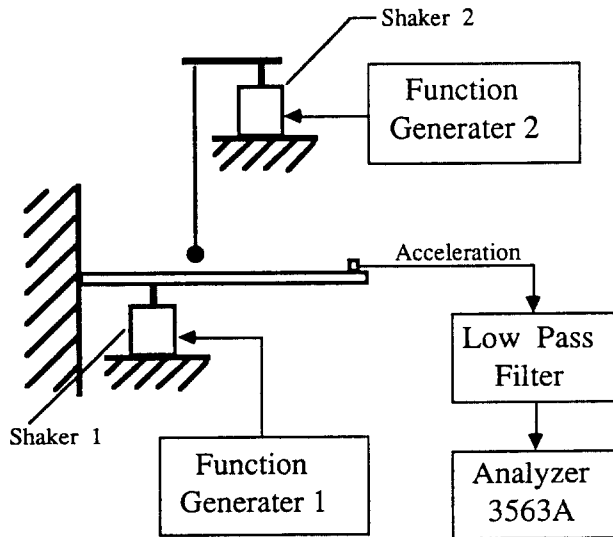 Shaker 2
Function
Generater 2
Acceleration
Low Pass
Filter
Shaker 1
Function
Generater 1
Analyzer
3563A